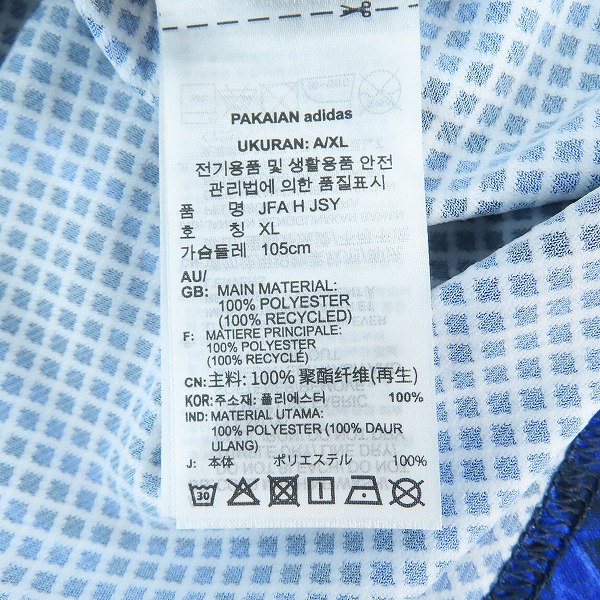 PAKAIAN adidas
UKURAN: A/XL
전기용품 및 생활용품 안전
관리법에 의한 품질표시
품 명 JFA H JSY
호 칭 XL
가슴둘레 105cm
AU/
GB: MAIN MATERIAL:
100% POLYESTER
(100% RECYCLED)
F: MATIERE PRINCIPALE:
100% POLYESTER
(100% RECYCLÉ)
CN: 主料: 100% 聚酯纤维(再生)
KOR: 주소재: 폴리에스터 100%
IND: MATERIAL UTAMA:
100% POLYESTER (100% DAUR
ULANG)
J: 本体 ポリエステル 100%
30